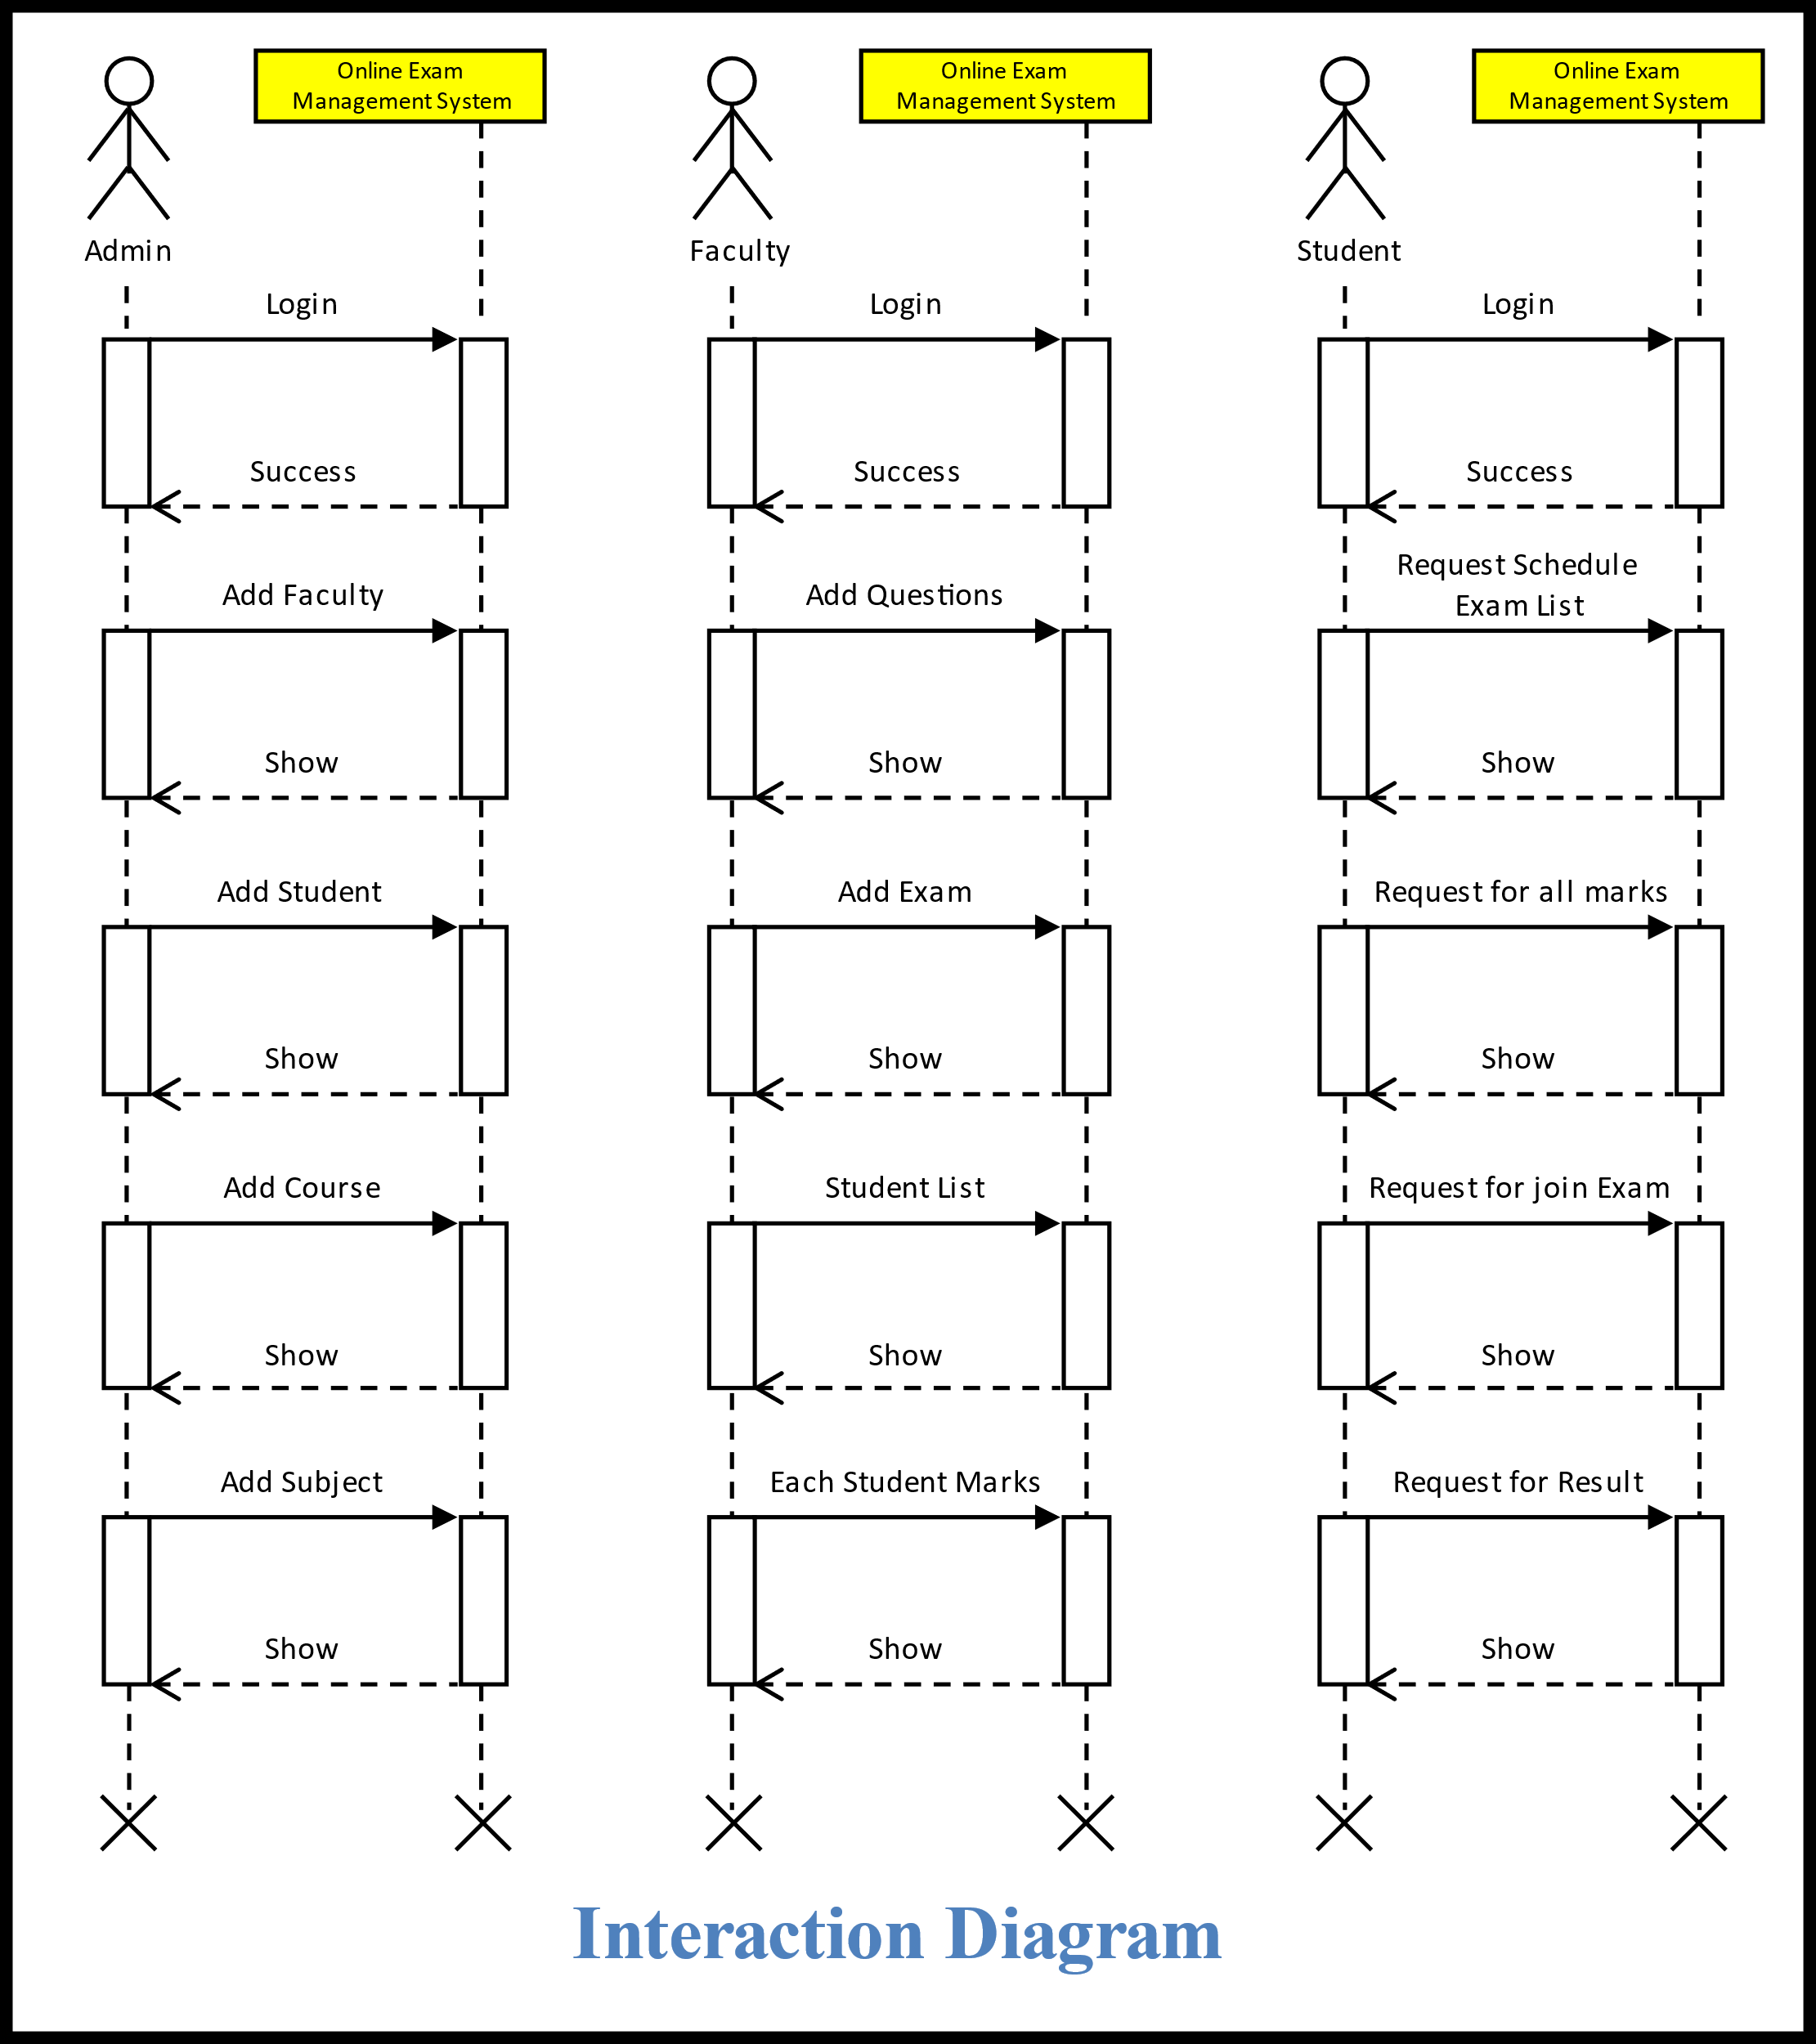 Online Exam
Management System
Online Exam
Management System
Online Exam
Management System
Admin
Faculty
Student
Login
Login
Login
Success
Success
Success
Add Faculty
Add Questions
Request Schedule
Exam List
Show
Show
Show
Add Student
Add Exam
Request for all marks
Show
Show
Show
Add Course
Student List
Request for join Exam
Show
Show
Show
Add Subject
Each Student Marks
Request for Result
Show
Show
Show
Interaction Diagram